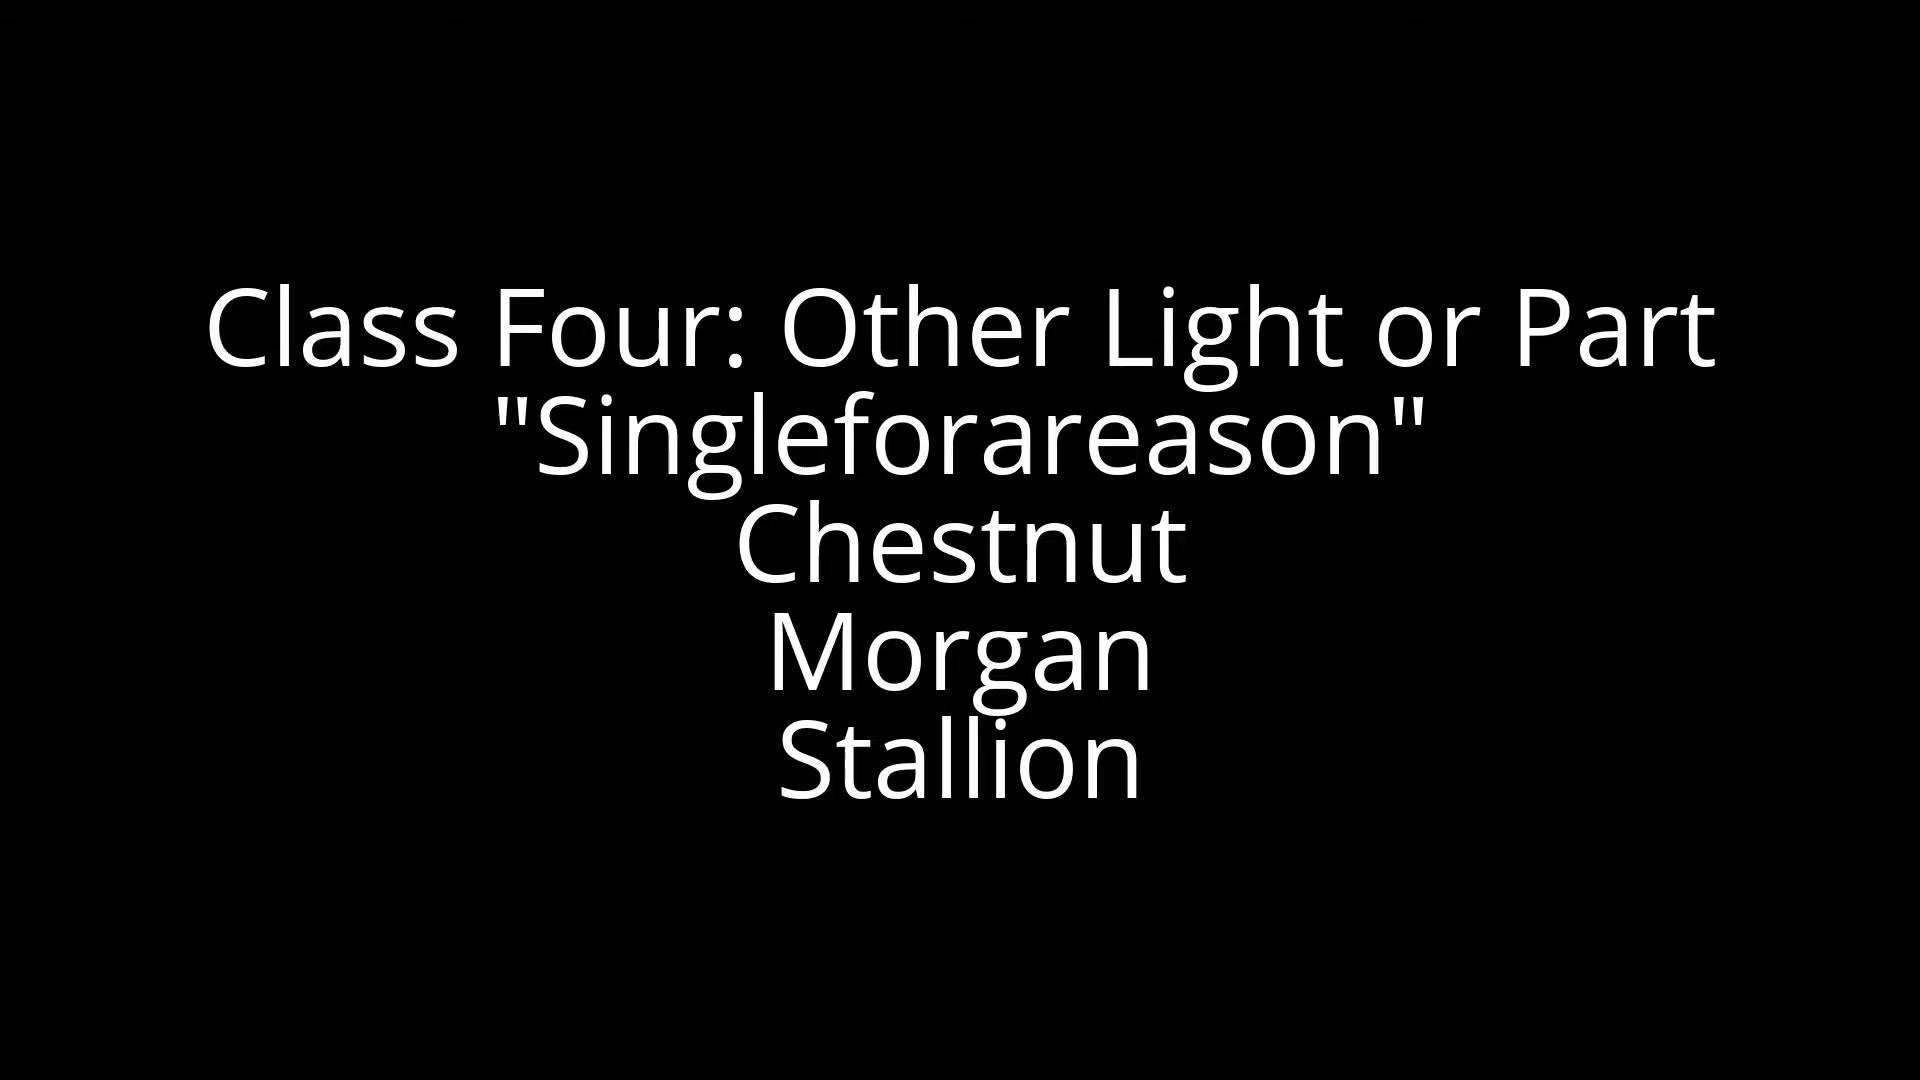 Class Four: Other Light or Part
"Singleforareason"
Chestnut
Morgan
Stallion